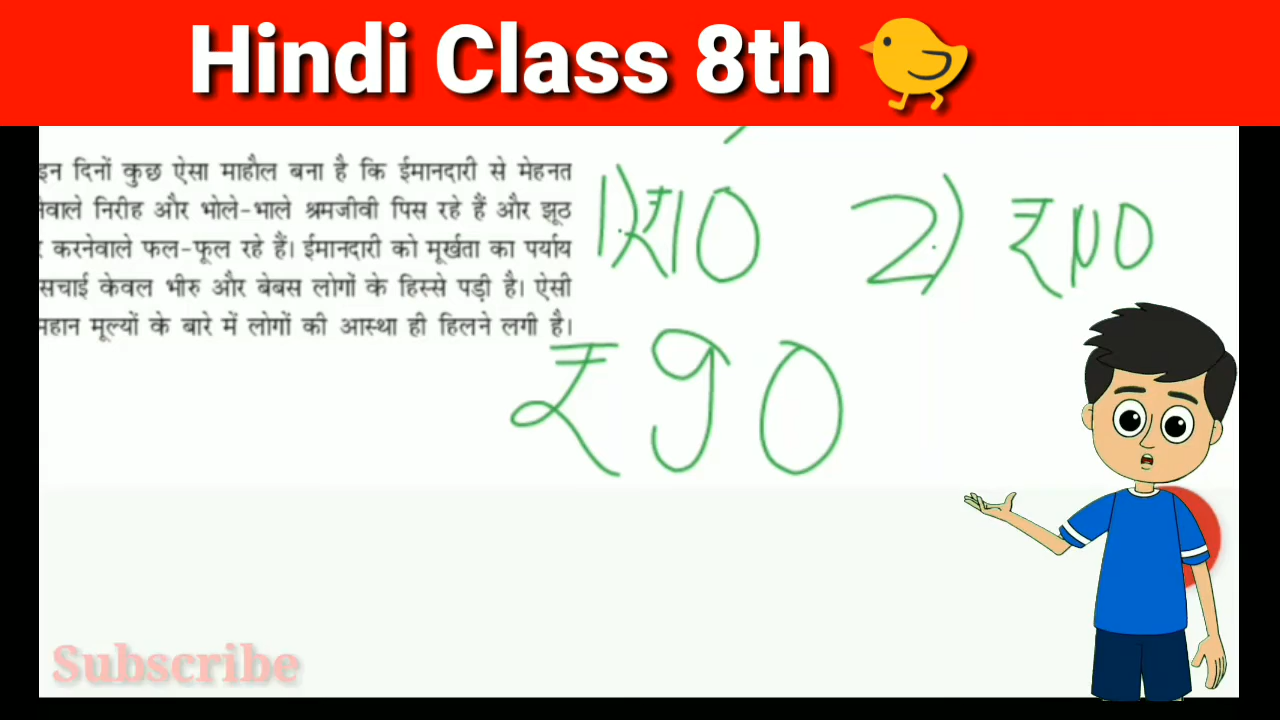 Hindi Class 8th
इन दिनों कुछ ऐसा माहौल बना है कि ईमानदारी से मेहनत
निरीह और भोले-भाले श्रमजीवी पिस रहे हैं और झूठ
करनेवाले फल-फूल रहे हैं। ईमानदारी को मूर्खता का पर्याय
सचाई केवल भीरु और बेबस लोगों के हिस्से पड़ी है। ऐसी
महान मूल्यों के बारे में लोगों की आस्था ही हिलने लगी है।
1) ₹10 2) ₹
₹90
Subscribe